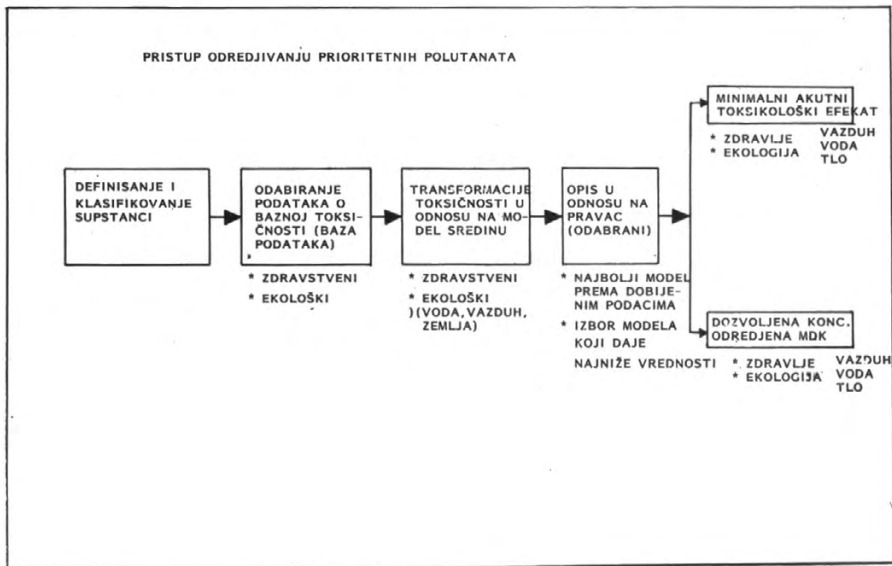 PRISTUP ODREDJIVANJU PRIORITETNIH POLUTANATA
DEFINISANJE I
KLASIFIKOVANJE
SUPSTANCI
ODABIRANJE
PODATAKA O
BAZNOJ TOKSI-
ČNOSTI (BAZA
PODATAKA)
* ZDRAVSTVENI
* EKOLOŠKI
TRANSFORMACIJE
TOKSIČNOSTI U
ODNOSU NA MO-
DEL SREDINU
* ZDRAVSTVENI
* EKOLOŠKI
)(VODA,VAZDUH,
ZEMLJA)
OPIS U
ODNOSU NA
PRAVAC
(ODABRANI)
* NAJBOLJI MODEL
PREMA DOBIJE-
NIM PODACIMA
* IZBOR MODELA
KOJI DAJE
NAJNIŽE VREDNOSTI
MINIMALNI AKUTNI
TOKSIKOLOŠKI EFEKAT
* ZDRAVLJE
* EKOLOGIJA
VAZDUH
VODA
TLO
DOZVOLJENA KONC.
ODREDJENA MDK
* ZDRAVLJE
* EKOLOGIJA
VAZDUH
VODA
TLO